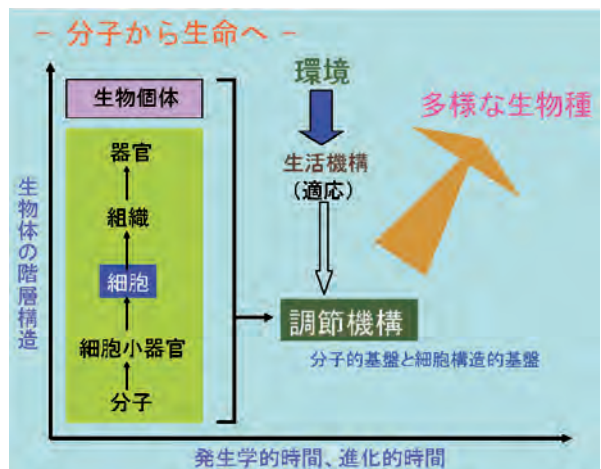 - 分子から生命へ -
生物個体
器官
組織
細胞
細胞小器官
分子
生物体の階層構造
環境
生活機構
(適応)
調節機構
分子的基盤と細胞構造的基盤
多様な生物種
発生学的時間、進化的時間